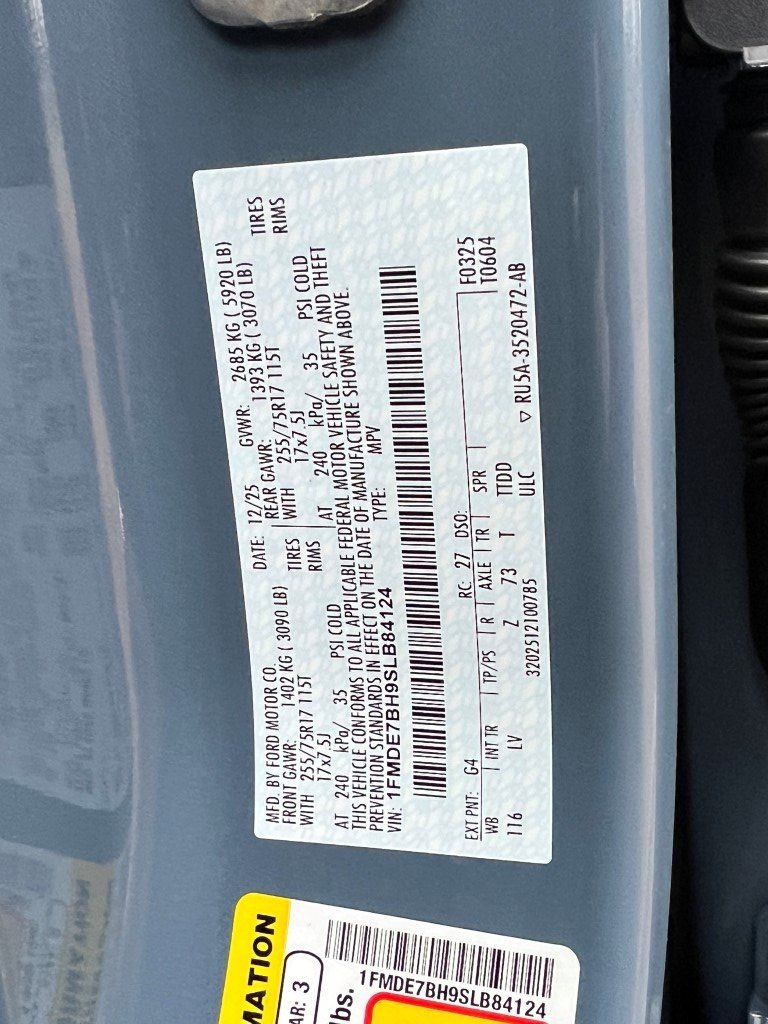 MFD. BY FORD MOTOR CO. DATE: 12/25 GVWR: 2685 KG ( 5920 LB)
FRONT GAWR: 1402 KG ( 3090 LB) REAR GAWR: 1393 KG ( 3070 LB)
WITH 255/75R17 115T TIRES WITH 255/75R17 115T TIRES
17x7.5J RIMS 17x7.5J RIMS
AT 240 kPa/ 35 PSI COLD AT 240 kPa/ 35 PSI COLD
THIS VEHICLE CONFORMS TO ALL APPLICABLE FEDERAL MOTOR VEHICLE SAFETY AND THEFT
PREVENTION STANDARDS IN EFFECT ON THE DATE OF MANUFACTURE SHOWN ABOVE.
VIN: 1FMDE7BH9SLB84124 TYPE: MPV
EXT PNT: G4 RC: 27 DSO: F0325
WB INT TR TP/PS R AXLE TR SPR T0604
116 LV Z 73 T TTDD
3202512100785 ULC ▽ RU5A-3520472-AB
MATION
AR: 3
lbs.
1FMDE7BH9SLB84124